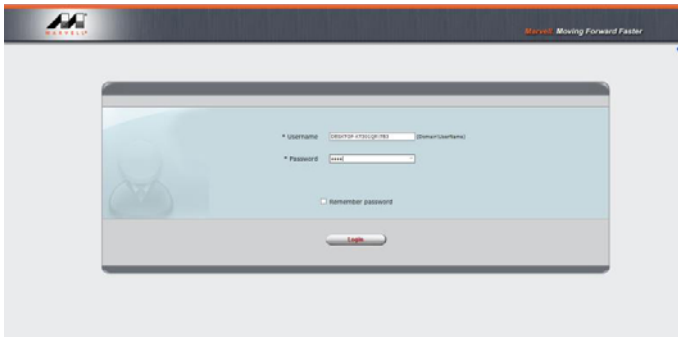 MARVELL®
Marvell. Moving Forward Faster
* Username (Domain\UserName)
* Password ****
Remember password
Login